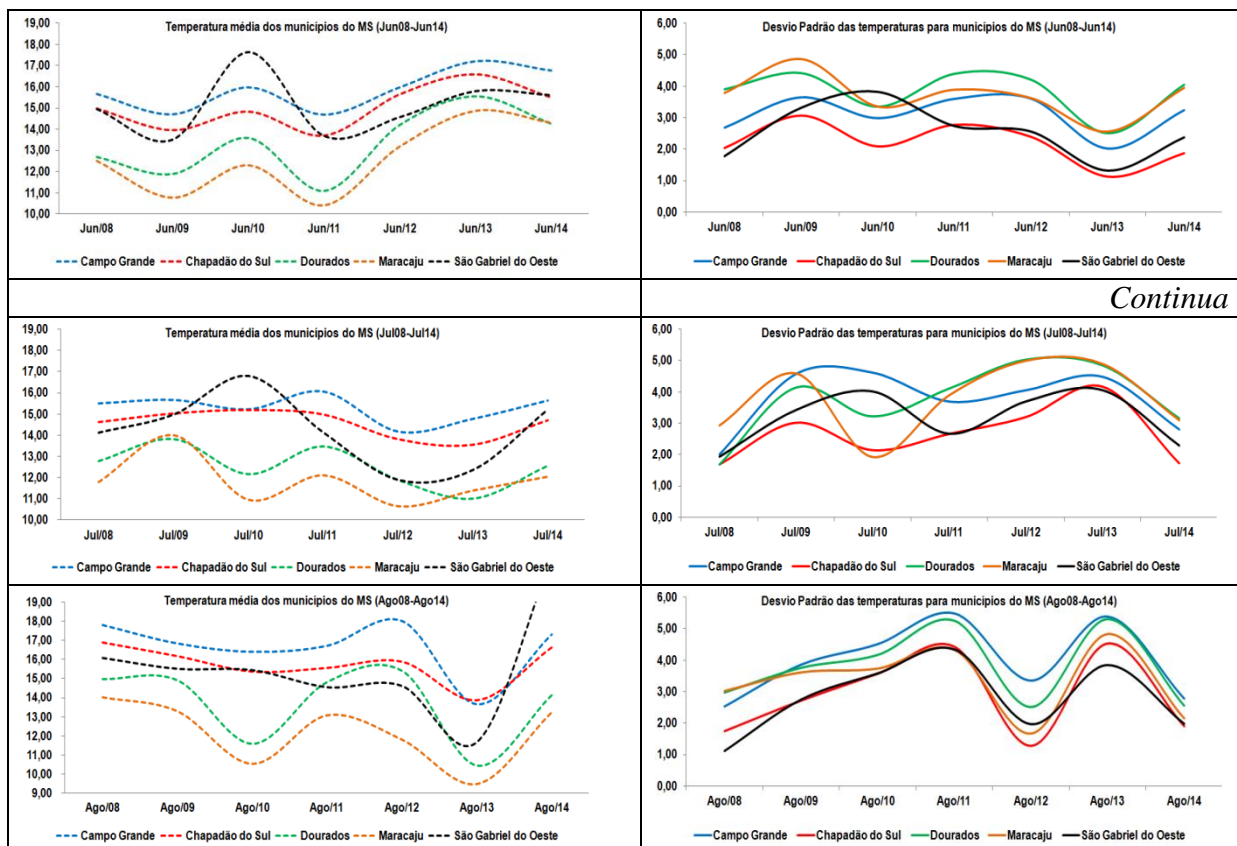 Temperatura média dos municipios do MS (Jun08-Jun14)
19,00
18,00
17,00
16,00
15,00
14,00
13,00
12,00
11,00
10,00
Jun/08 Jun/09 Jun/10 Jun/11 Jun/12 Jun/13 Jun/14
Campo Grande Chapadão do Sul Dourados Maracaju São Gabriel do Oeste
Desvio Padrão das temperaturas para municipios do MS (Jun08-Jun14)
6,00
5,00
4,00
3,00
2,00
1,00
0,00
Jun/08 Jun/09 Jun/10 Jun/11 Jun/12 Jun/13 Jun/14
Campo Grande Chapadão do Sul Dourados Maracaju São Gabriel do Oeste
Continua
Temperatura média dos municipios do MS (Jul08-Jul14)
19,00
18,00
17,00
16,00
15,00
14,00
13,00
12,00
11,00
10,00
Jul/08 Jul/09 Jul/10 Jul/11 Jul/12 Jul/13 Jul/14
Campo Grande Chapadão do Sul Dourados Maracaju São Gabriel do Oeste
Desvio Padrão das temperaturas para municipios do MS (Jul08-Jul14)
6,00
5,00
4,00
3,00
2,00
1,00
0,00
Jul/08 Jul/09 Jul/10 Jul/11 Jul/12 Jul/13 Jul/14
Campo Grande Chapadão do Sul Dourados Maracaju São Gabriel do Oeste
Temperatura média dos municipios do MS (Ago08-Ago14)
19,00
18,00
17,00
16,00
15,00
14,00
13,00
12,00
11,00
10,00
9,00
Ago/08 Ago/09 Ago/10 Ago/11 Ago/12 Ago/13 Ago/14
Campo Grande Chapadão do Sul Dourados Maracaju São Gabriel do Oeste
Desvio Padrão das temperaturas para municipios do MS (Ago08-Ago14)
6,00
5,00
4,00
3,00
2,00
1,00
0,00
Ago/08 Ago/09 Ago/10 Ago/11 Ago/12 Ago/13 Ago/14
Campo Grande Chapadão do Sul Dourados Maracaju São Gabriel do Oeste